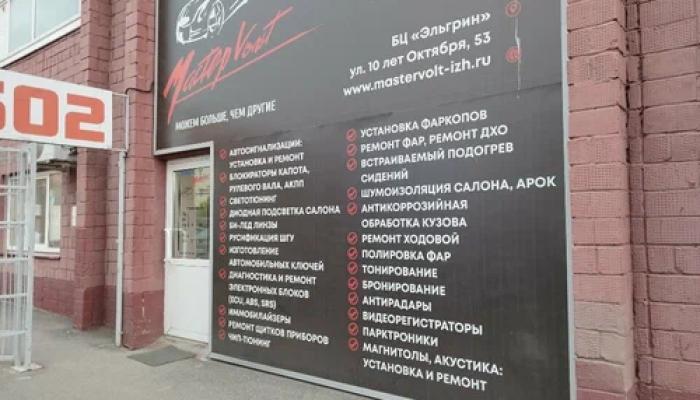 502
Мастер Volt
МОЖЕМ БОЛЬШЕ, ЧЕМ ДРУГИЕ
БЦ «Эльгрин»
ул. 10 лет Октября, 53
www.mastervolt-izh.ru
АВТОСИГНАЛИЗАЦИИ:
УСТАНОВКА И РЕМОНТ
БЛОКИРАТОРЫ КАПОТА,
РУЛЕВОГО ВАЛА, АКПП
СВЕТОТЮНИНГ
ДИОДНАЯ ПОДСВЕТКА САЛОНА
БИ-ЛЕД ЛИНЗЫ
РУСИФИКАЦИЯ ШГУ
ИЗГОТОВЛЕНИЕ
АВТОМОБИЛЬНЫХ КЛЮЧЕЙ
ДИАГНОСТИКА И РЕМОНТ
ЭЛЕКТРОННЫХ БЛОКОВ
(ECU, ABS, SRS)
ИММОБИЛАЙЗЕРЫ
РЕМОНТ ЩИТКОВ ПРИБОРОВ
ЧИП-ТЮНИНГ
УСТАНОВКА ФАРКОПОВ
РЕМОНТ ФАР, РЕМОНТ ДХО
ВСТРАИВАЕМЫЙ ПОДОГРЕВ
СИДЕНИЙ
ШУМОИЗОЛЯЦИЯ САЛОНА, АРОК
АНТИКОРРОЗИЙНАЯ
ОБРАБОТКА КУЗОВА
РЕМОНТ ХОДОВОЙ
ПОЛИРОВКА ФАР
ТОНИРОВАНИЕ
БРОНИРОВАНИЕ
АНТИРАДАРЫ
ВИДЕОРЕГИСТРАТОРЫ
ПАРКТРОНИКИ
МАГНИТОЛЫ, АКУСТИКА:
УСТАНОВКА И РЕМОНТ